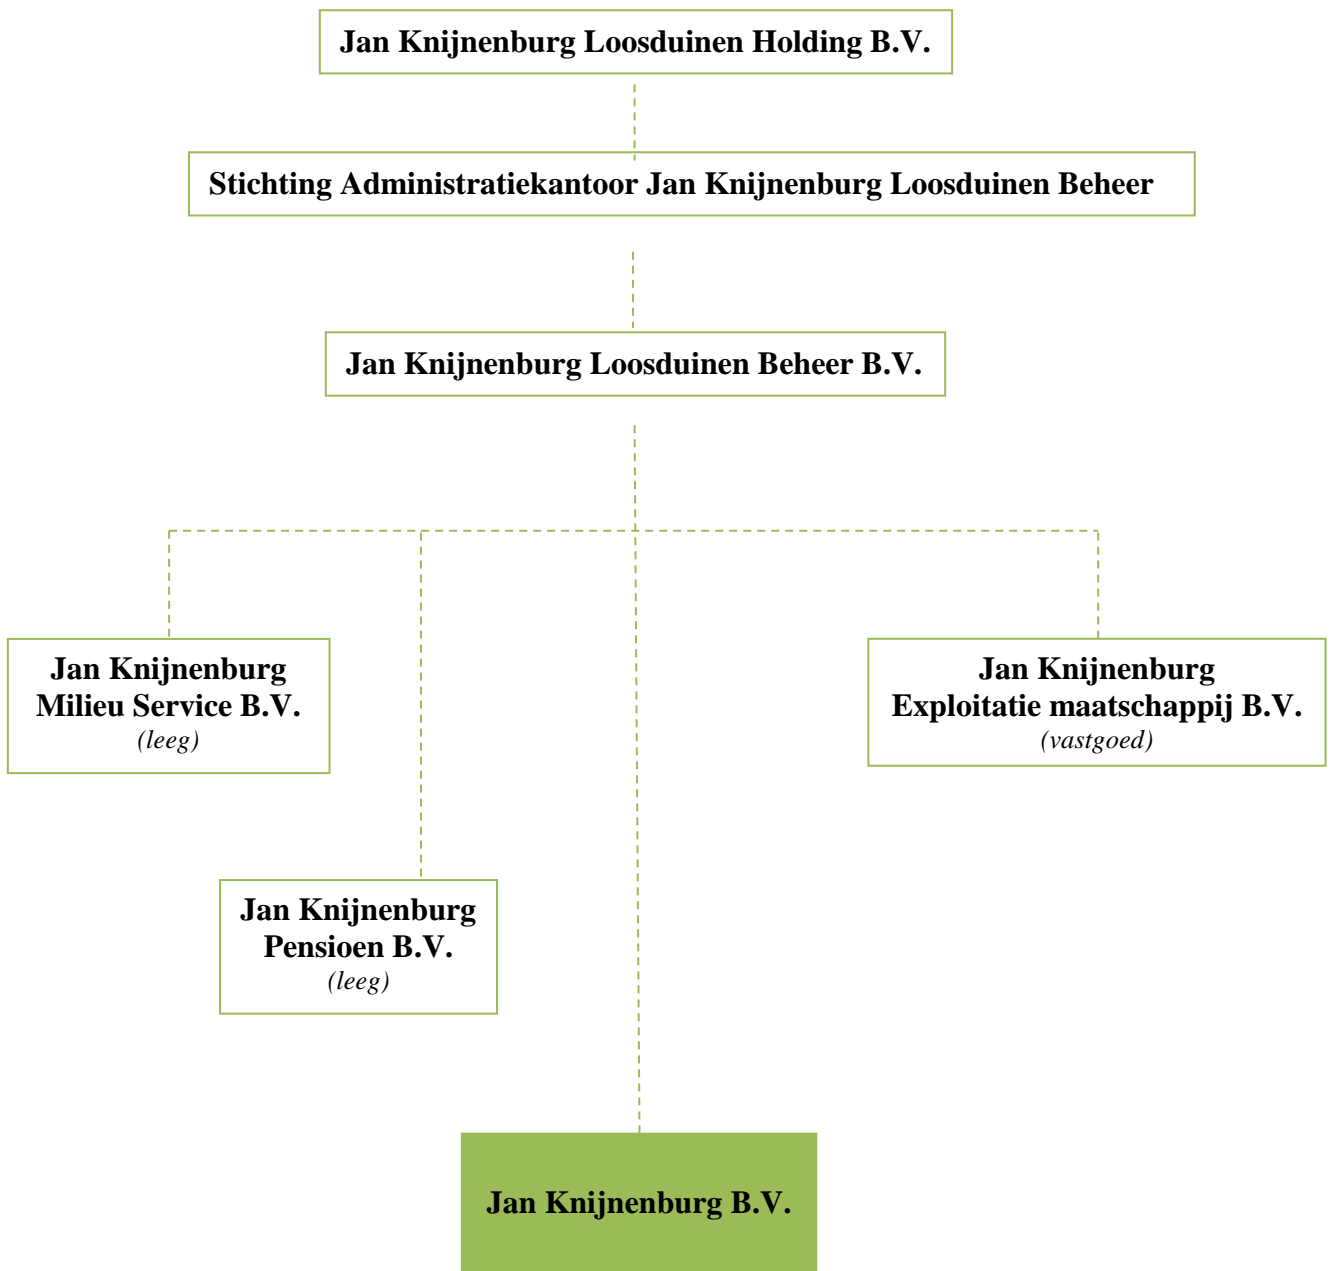 Jan Knijnenburg Loosduinen Holding B.V.
Stichting Administratiekantoor Jan Knijnenburg Loosduinen Beheer
Jan Knijnenburg Loosduinen Beheer B.V.
Jan Knijnenburg
Milieu Service B.V.
(leeg)
Jan Knijnenburg
Exploitatie maatschappij B.V.
(vastgoed)
Jan Knijnenburg
Pensioen B.V.
(leeg)
Jan Knijnenburg B.V.